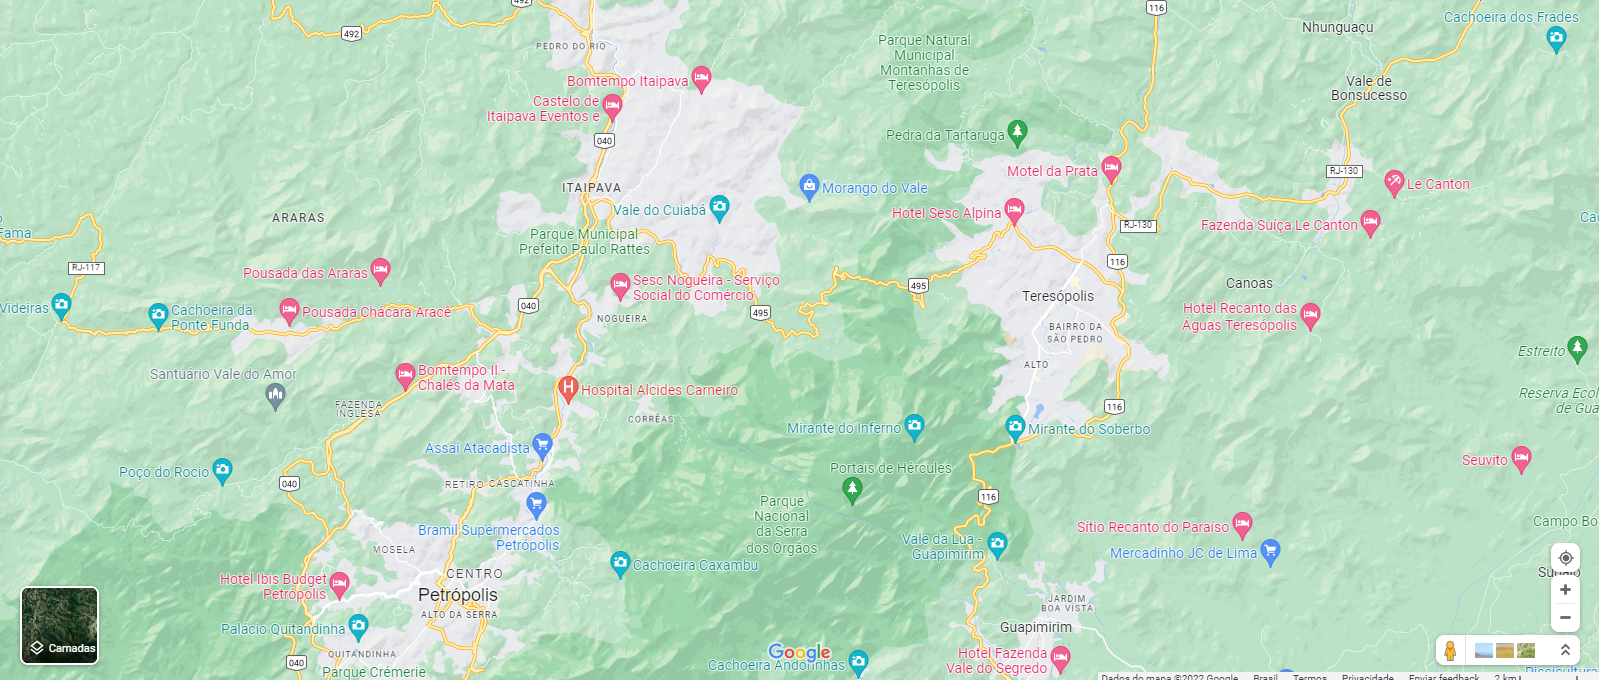 492
492
116
Cachoeira dos Frades
Nhunguaçu
PEDRO DO RIO
Parque Natural
Municipal
Montanhas de
Teresópolis
Bomtempo Itaipava
Vale de
Bonsucesso
Castelo de
Itaipava Eventos e
040
Pedra da Tartaruga
Motel da Prata
RJ-130
Le Canton
ITAIPAVA
Morango do Vale
ARARAS
Vale do Cuiabá
Hotel Sesc Alpina
Fama
Parque Municipal
Prefeito Paulo Rattes
RJ-130
Fazenda Suíça Le Canton
RJ-117
Pousada das Araras
116
Sesc Nogueira - Serviço
Social do Comércio
495
Canoas
Teresópolis
Videiras
Cachoeira da
Ponte Funda
Pousada Chácara Aracê
040
NOGUEIRA
495
BAIRRO DA
SÃO PEDRO
Hotel Recanto das
Águas Teresópolis
Estreito
ALTO
Santuário Vale do Amor
Bomtempo II -
Chalés da Mata
Hospital Alcides Carneiro
FAZENDA
INGLESA
CORRÊAS
116
Mirante do Inferno
Mirante do Soberbo
Assaí Atacadista
Poço do Rocio
Portais de Hércules
Seuvito
040
RETIRO
CASCATINHA
116
Parque
Nacional
da Serra
dos Órgãos
Bramil Supermercados
Petrópolis
Sítio Recanto do Paraíso
Vale da Lua -
Guapimirim
Mercadinho JC de Lima
MOSELA
Cachoeira Caxambu
CENTRO
Hotel Ibis Budget
Petrópolis
Petrópolis
ALTO DA SERRA
JARDIM
BOA VISTA
Palácio Quitandinha
Guapimirim
Camadas
QUITANDINHA
040
Parque Crémerie
Google
Cachoeira Andorinhas
Hotel Fazenda
Vale do Segredo
Dados do mapa ©2022 Google
Brasil
Termos
Privacidade
Enviar feedback
2 km